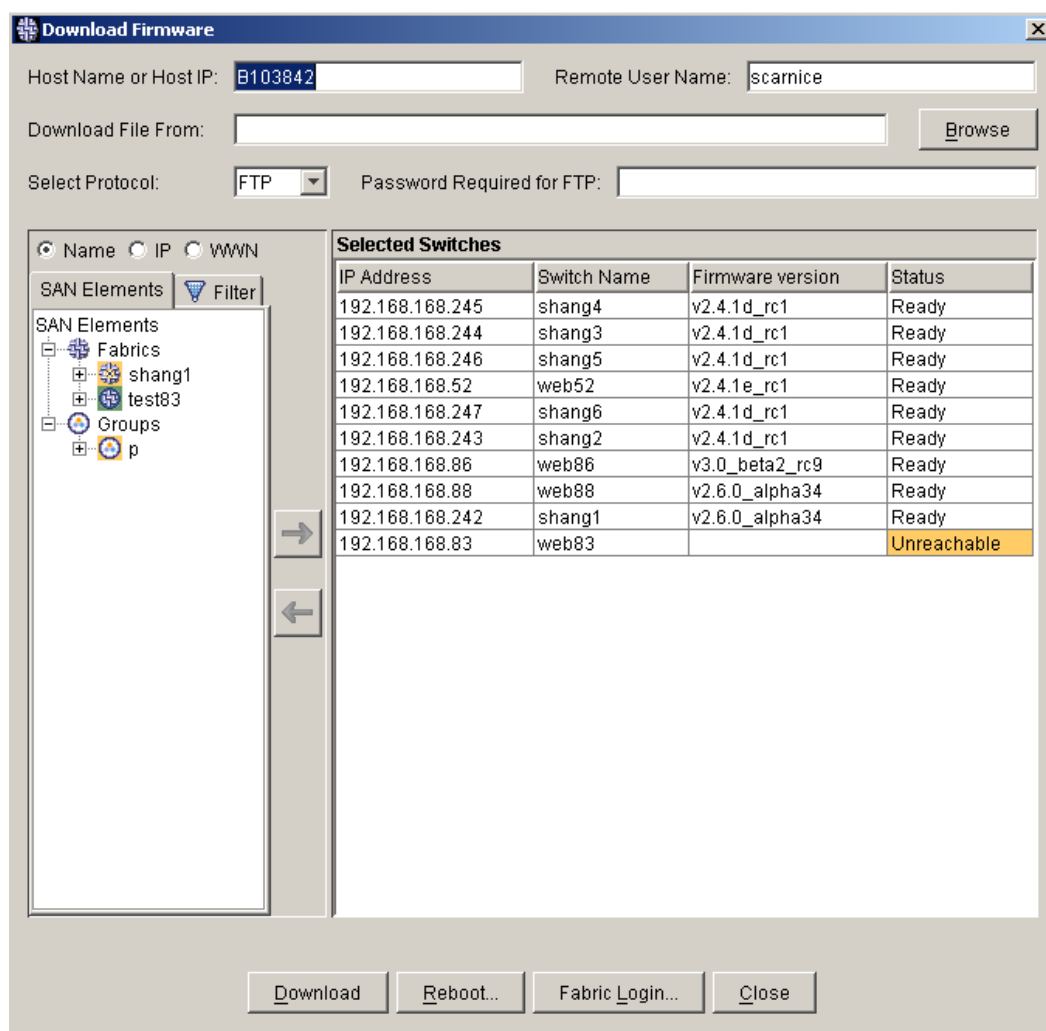 Download Firmware
Host Name or Host IP: B103842 Remote User Name: scarnice
Download File From: Browse
Select Protocol: FTP Password Required for FTP:
Name IP WWN
SAN Elements Filter
SAN Elements
Fabrics
shang1
test83
Groups
p
Selected Switches
IP Address Switch Name Firmware version Status
192.168.168.245 shang4 v2.4.1d_rc1 Ready
192.168.168.244 shang3 v2.4.1d_rc1 Ready
192.168.168.246 shang5 v2.4.1d_rc1 Ready
192.168.168.52 web52 v2.4.1e_rc1 Ready
192.168.168.247 shang6 v2.4.1d_rc1 Ready
192.168.168.243 shang2 v2.4.1d_rc1 Ready
192.168.168.86 web86 v3.0_beta2_rc9 Ready
192.168.168.88 web88 v2.6.0_alpha34 Ready
192.168.168.242 shang1 v2.6.0_alpha34 Ready
192.168.168.83 web83 Unreachable
Download Reboot... Fabric Login... Close